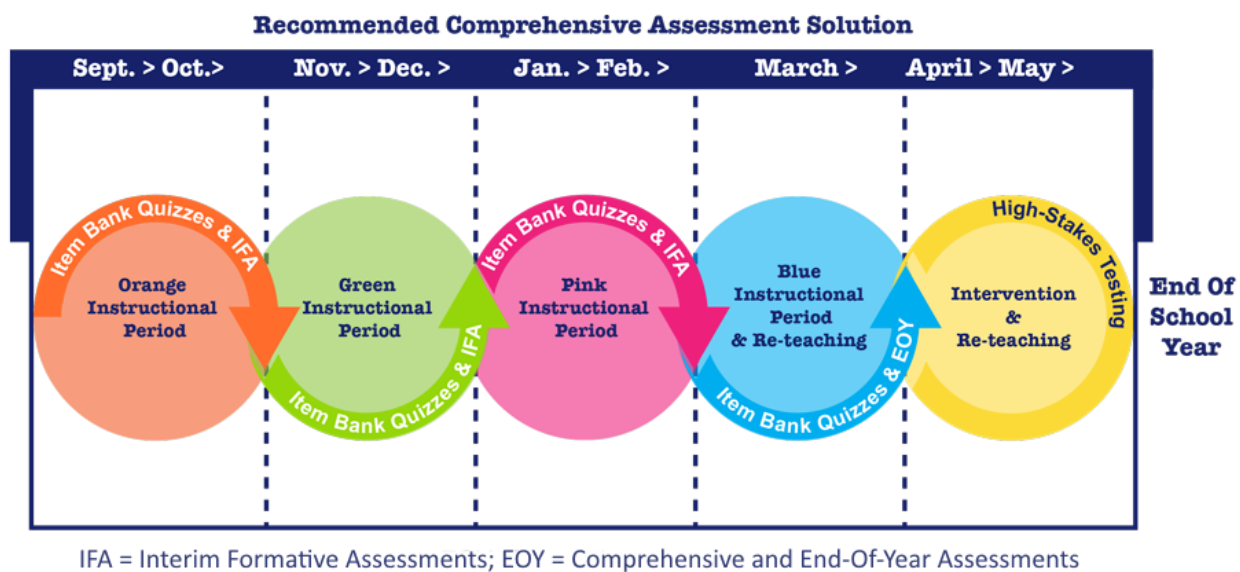 Recommended Comprehensive Assessment Solution
Sept. > Oct.>
Nov. > Dec. >
Jan. > Feb. >
March >
April > May >
Item Bank Quizzes & IFA
Orange
Instructional
Period
Green
Instructional
Period
Item Bank Quizzes & IFA
Item Bank Quizzes & IFA
Pink
Instructional
Period
Blue
Instructional
Period
& Re-teaching
Item Bank Quizzes & EOY
High-Stakes Testing
Intervention
&
Re-teaching
End Of
School
Year
IFA = Interim Formative Assessments; EOY = Comprehensive and End-Of-Year Assessments